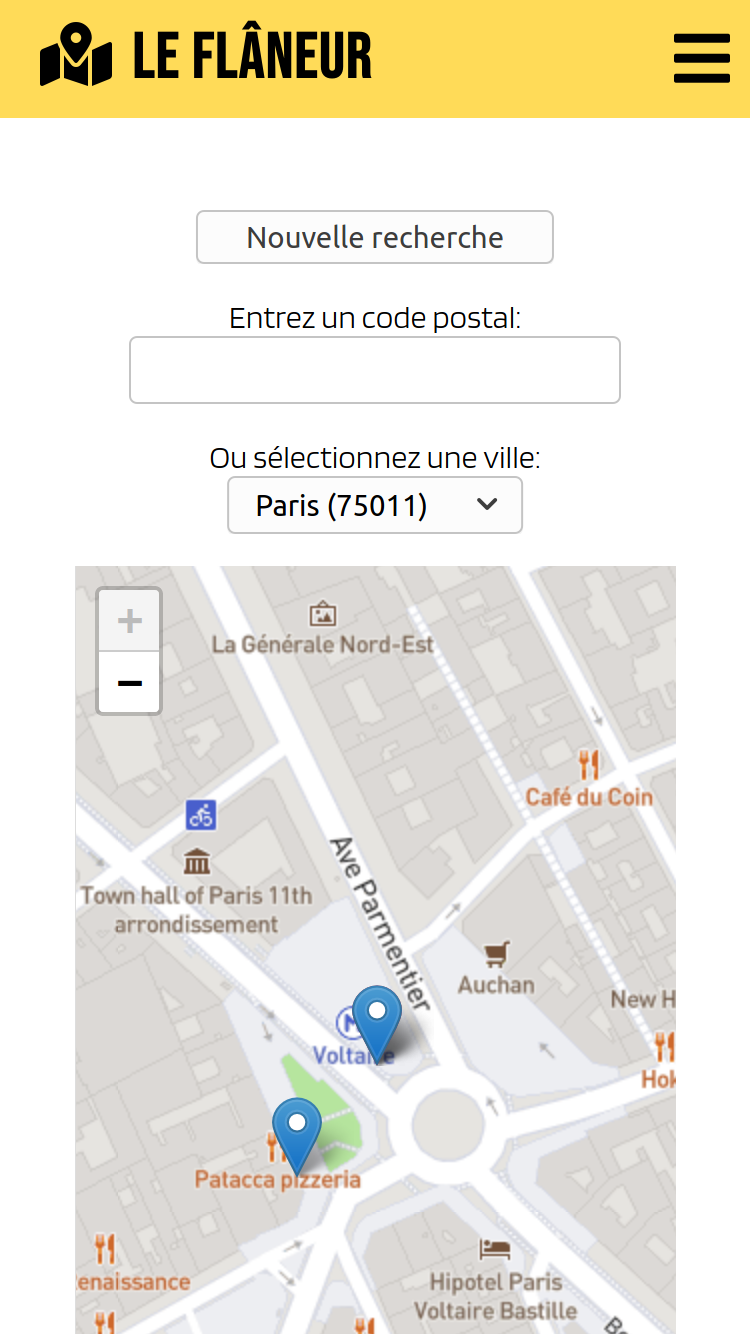 LE FLÂNEUR
Nouvelle recherche
Entrez un code postal:
Ou sélectionnez une ville:
Paris (75011)
+
−
La Générale Nord-Est
Café du Coin
Town hall of Paris 11th
arrondissement
Ave Parmentier
Auchan
New H
Voltaire
Hok
Patacca pizzeria
enaissance
Hipotel Paris
Voltaire Bastille